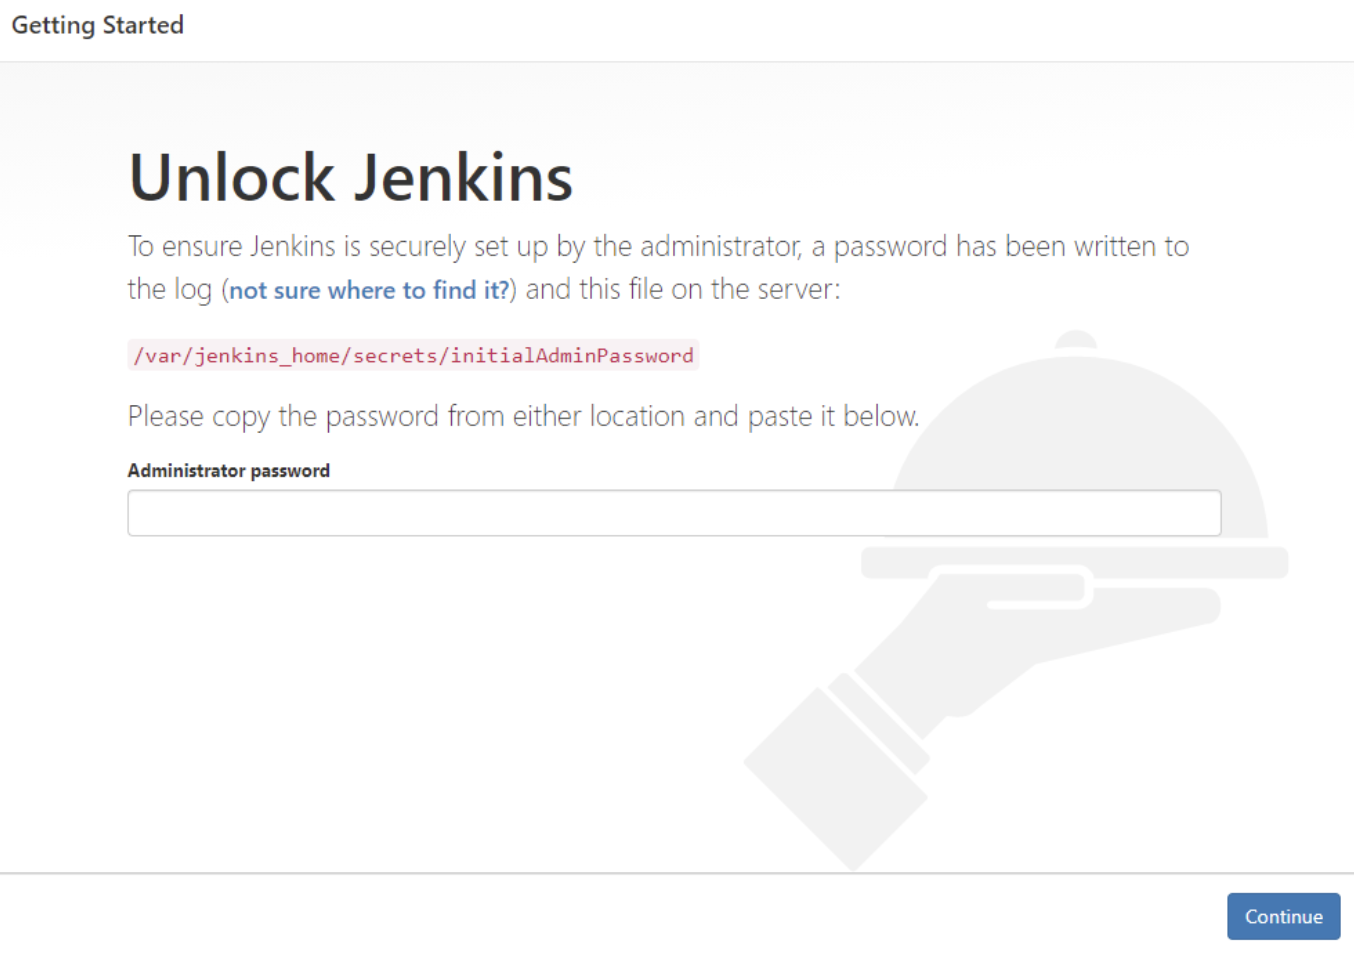 Getting Started
Unlock Jenkins
To ensure Jenkins is securely set up by the administrator, a password has been written to
the log (not sure where to find it?) and this file on the server:
/var/jenkins_home/secrets/initialAdminPassword
Please copy the password from either location and paste it below.
Administrator password
Continue